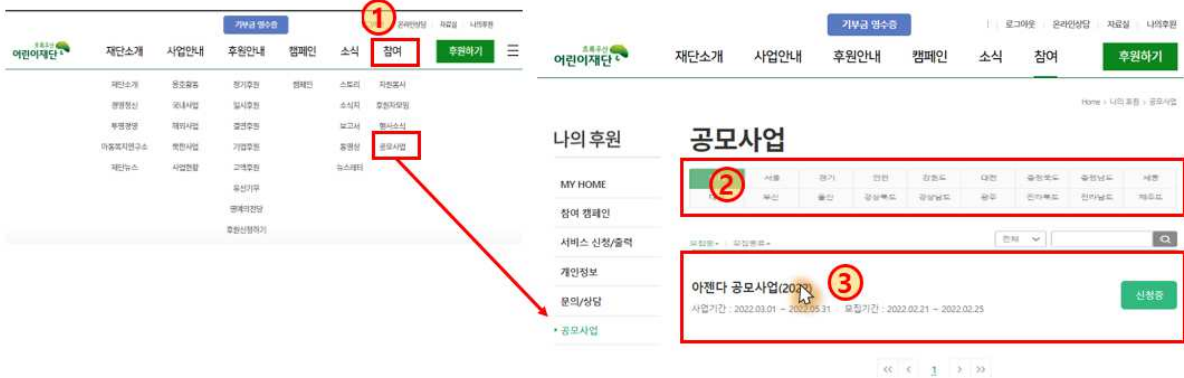 기부금 영수증
온라인상담 자료실 나의후원
초록우산
어린이재단
재단소개 사업안내 후원안내 캠페인 소식 참여 후원하기
1
재단소개 옹호활동 정기후원 캠페인 스토리 자원봉사
경영정신 국내사업 일시후원 소식지 후원자모임
투명경영 해외사업 결연후원 보고서 행사소식
아동복지연구소 북한사업 기업후원 동영상 공모사업
재단뉴스 사업현황 고액후원 뉴스레터
유산기부
명예의전당
후원신청하기
기부금 영수증
로그아웃 온라인상담 자료실 나의후원
초록우산
어린이재단
재단소개 사업안내 후원안내 캠페인 소식 참여 후원하기
Home > 나의 후원 > 공모사업
나의 후원
MY HOME
참여 캠페인
서비스 신청/출력
개인정보
문의/상담
공모사업
공모사업
2
서울 경기 인천 강원도 대전 충청북도 충청남도 세종
부산 울산 경상북도 경상남도 광주 전라북도 전라남도 제주도
모집중 모집종료
전체
아젠다 공모사업(2022)
3
사업기간 : 2022.03.01 ~ 2022.05.31 모집기간 : 2022.02.21 ~ 2022.02.25
신청중
<< < 1 > >>